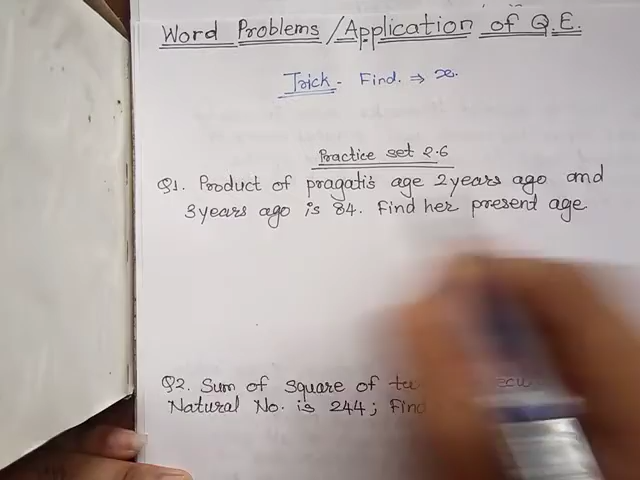 Word Problems / Application of Q.E.
Trick - Find. ⇒ x.
Practice set 2.6
Q1. Product of pragatis age 2years ago and
3years ago is 84. Find her present age
Q2. Sum of square of
Natural No. is 244; Find